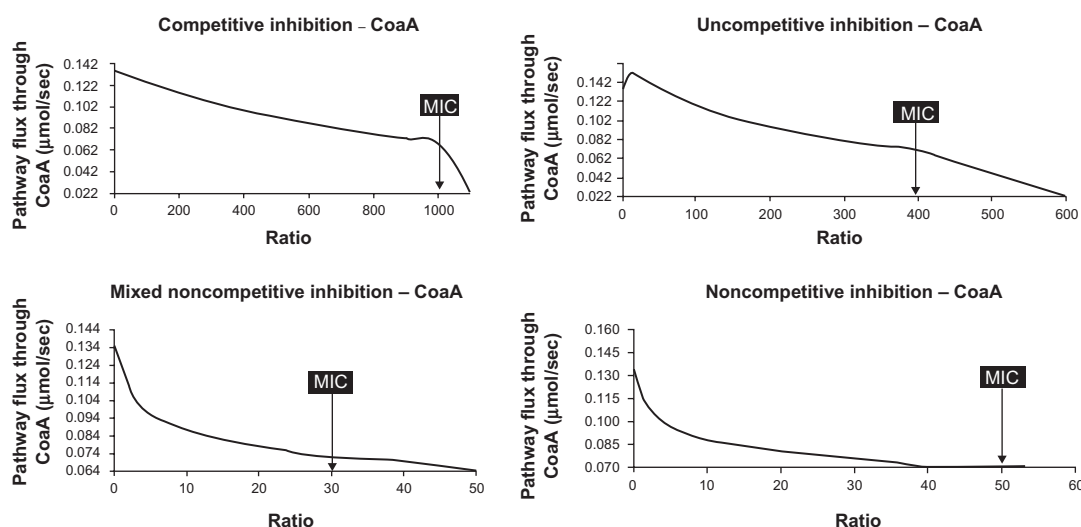 Competitive inhibition – CoaA
Pathway flux through
CoaA (µmol/sec)
0.142
0.122
0.102
0.082
0.062
0.042
0.022
MIC
0
200
400
600
800
1000
Ratio
Uncompetitive inhibition – CoaA
Pathway flux through
CoaA (µmol/sec)
0.142
0.122
0.102
0.082
0.062
0.042
0.022
MIC
0
100
200
300
400
500
600
Ratio
Mixed noncompetitive inhibition – CoaA
Pathway flux through
CoaA (µmol/sec)
0.144
0.134
0.124
0.114
0.104
0.094
0.084
0.074
0.064
MIC
0
10
20
30
40
50
Ratio
Noncompetitive inhibition – CoaA
Pathway flux through
CoaA (µmol/sec)
0.160
0.145
0.130
0.115
0.100
0.085
0.070
MIC
0
10
20
30
40
50
60
Ratio